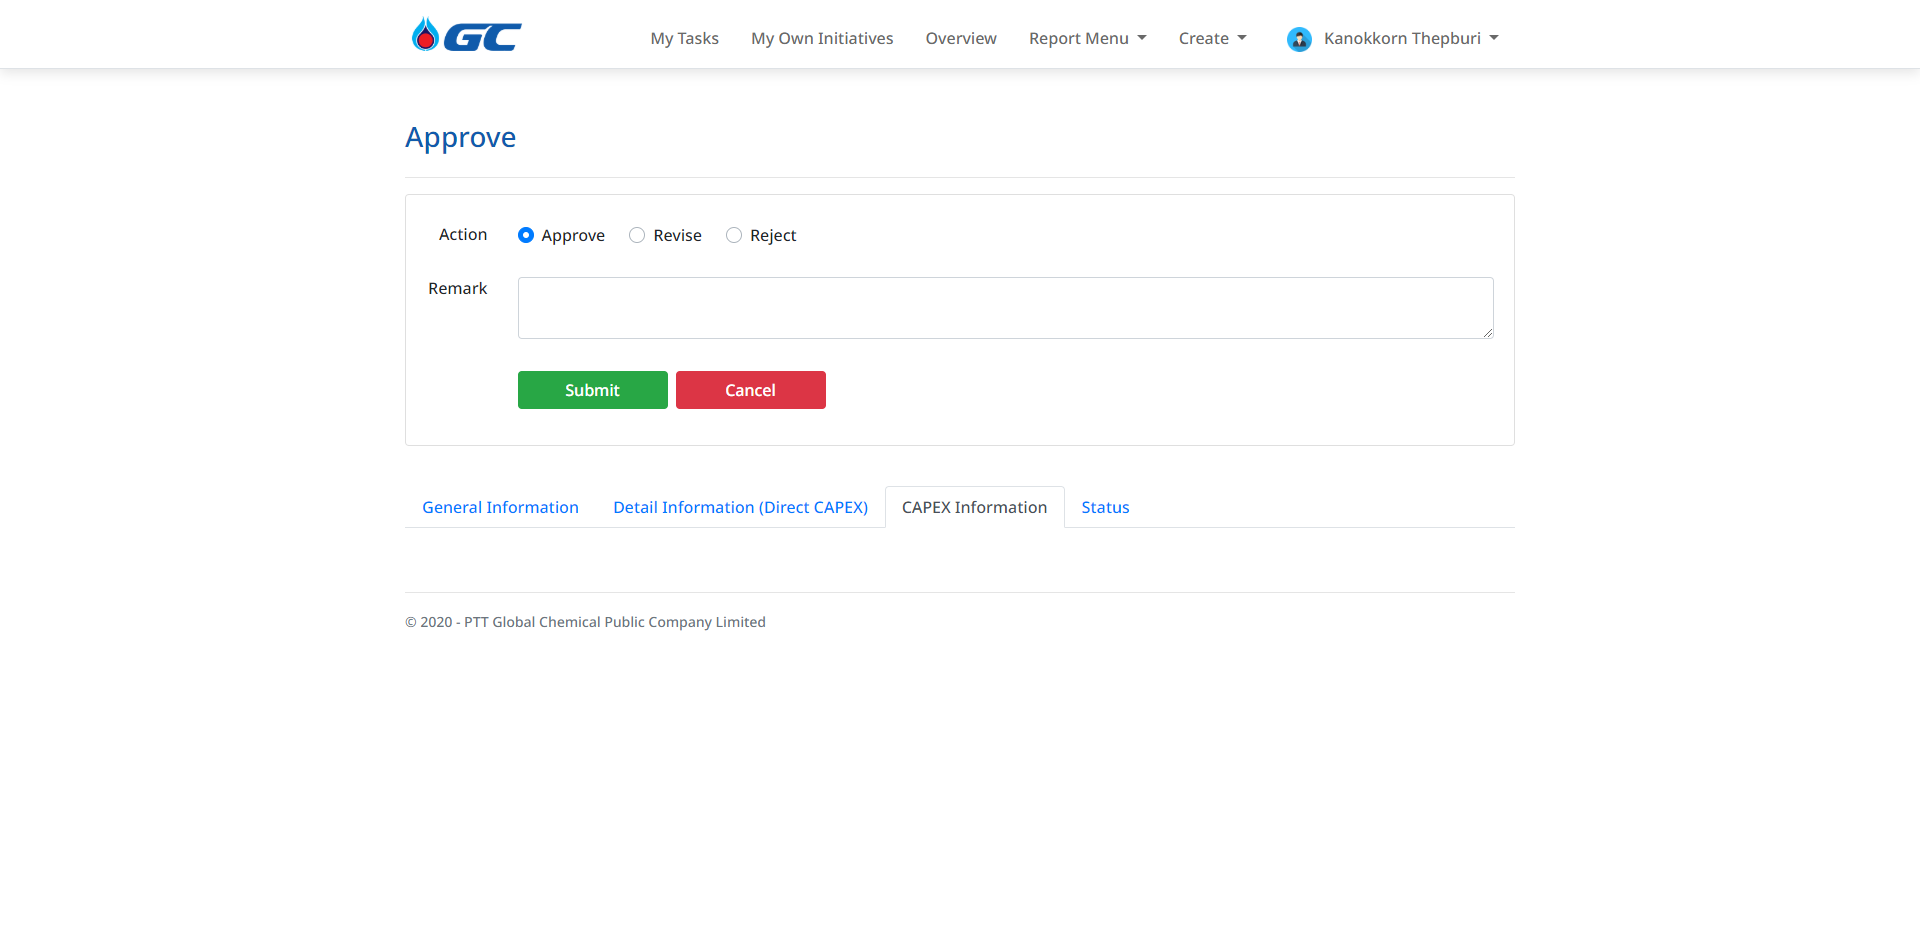 GC
My Tasks
My Own Initiatives
Overview
Report Menu
Create
Kanokkorn Thepburi
Approve
Action
Approve
Revise
Reject
Remark
Submit
Cancel
General Information
Detail Information (Direct CAPEX)
CAPEX Information
Status
© 2020 - PTT Global Chemical Public Company Limited